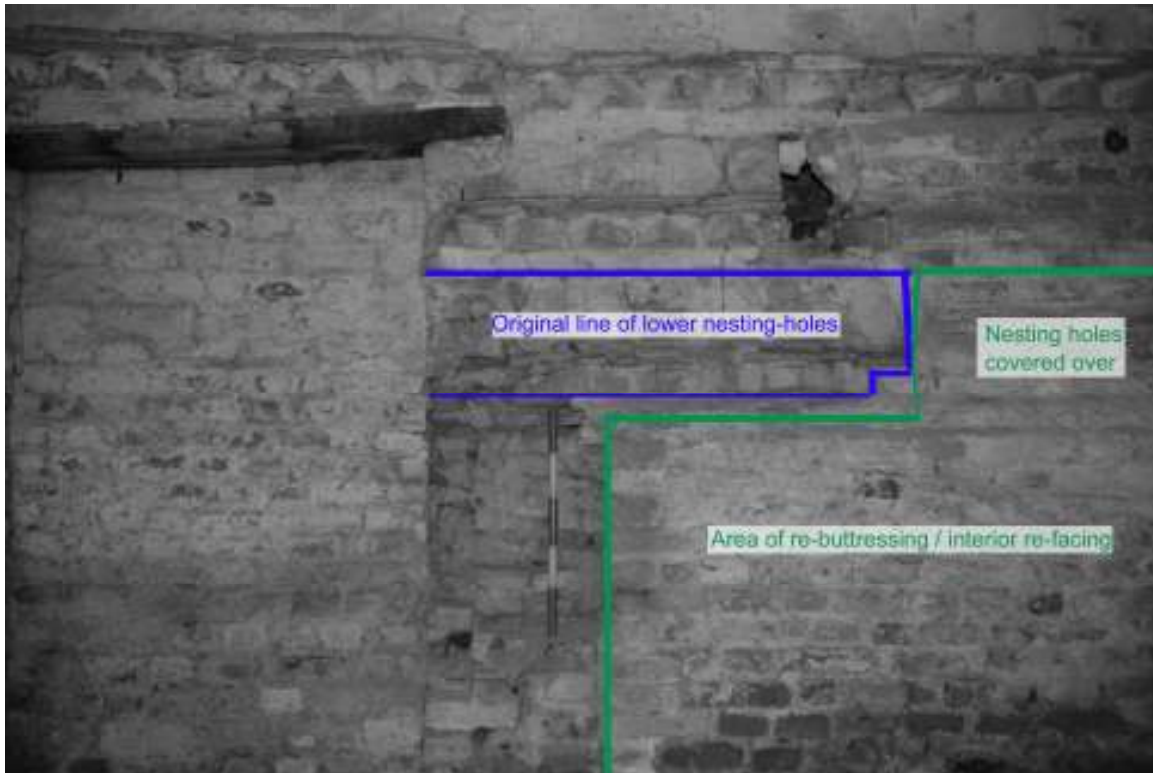 Original line of lower nesting-holes
Nesting holes
covered over
Area of re-buttressing / interior re-facing